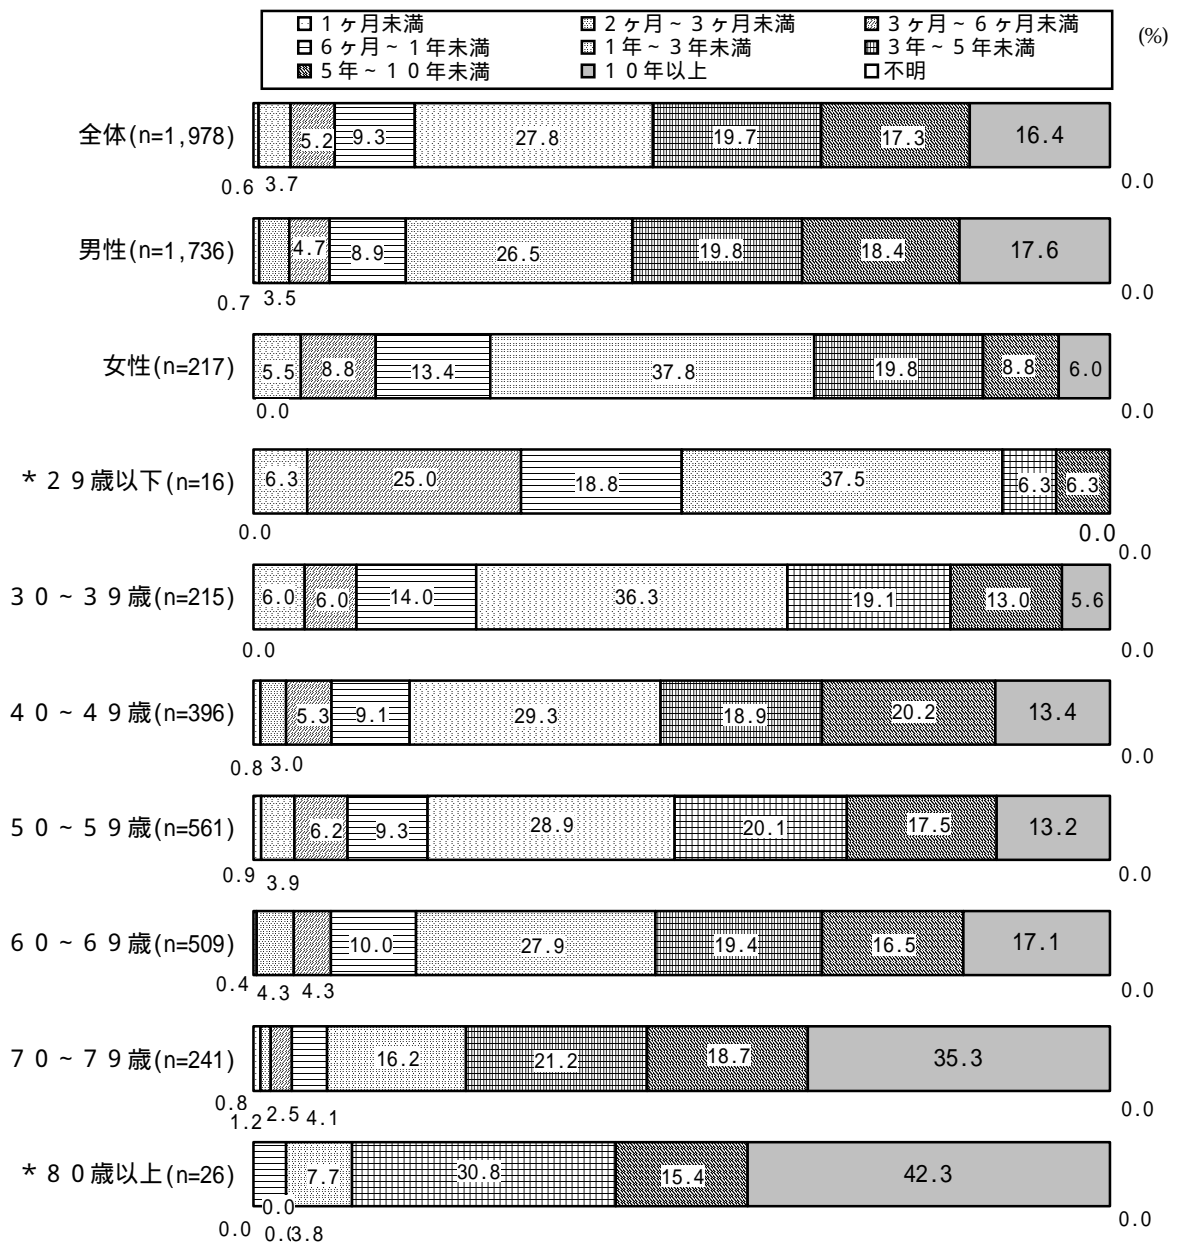 １ヶ月未満 ２ヶ月～３ヶ月未満 ３ヶ月～６ヶ月未満
６ヶ月～１年未満 １年～３年未満 ３年～５年未満
５年～１０年未満 １０年以上 不明
(%)
全体(n=1,978) 5.2 9.3 27.8 19.7 17.3 16.4
0.6 3.7 0.0
男性(n=1,736) 4.7 8.9 26.5 19.8 18.4 17.6
0.7 3.5 0.0
女性(n=217) 5.5 8.8 13.4 37.8 19.8 8.8 6.0
0.0 0.0
＊２９歳以下(n=16) 6.3 25.0 18.8 37.5 6.3 6.3
0.0 0.0 0.0
３０～３９歳(n=215) 6.0 6.0 14.0 36.3 19.1 13.0 5.6
0.0 0.0
４０～４９歳(n=396) 5.3 9.1 29.3 18.9 20.2 13.4
0.8 3.0 0.0
５０～５９歳(n=561) 6.2 9.3 28.9 20.1 17.5 13.2
0.9 3.9 0.0
６０～６９歳(n=509) 10.0 27.9 19.4 16.5 17.1
0.4 4.3 4.3 0.0
７０～７９歳(n=241) 16.2 21.2 18.7 35.3
0.8 1.2 2.5 4.1 0.0
＊８０歳以上(n=26) 7.7 30.8 15.4 42.3
0.0
0.0 0.0 3.8 0.0